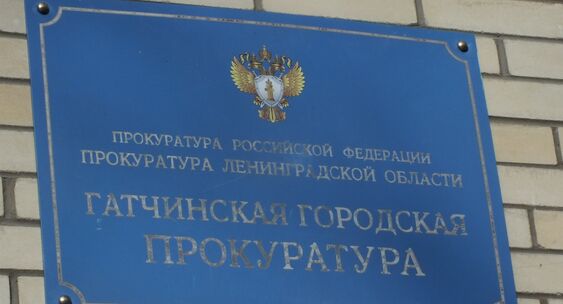 ПРОКУРАТУРА РОССИЙСКОЙ ФЕДЕРАЦИИ
ПРОКУРАТУРА ЛЕНИНГРАДСКОЙ ОБЛАСТИ
ГАТЧИНСКАЯ ГОРОДСКАЯ
ПРОКУРАТУРА